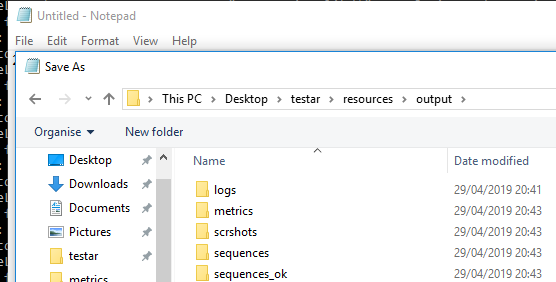 Untitled - Notepad
File Edit Format View Help
Save As
This PC > Desktop > testar > resources > output >
Organise New folder
Name Date modified
Desktop
Downloads
Documents
Pictures
testar
metrics
logs 29/04/2019 20:41
metrics 29/04/2019 20:43
scrshots 29/04/2019 20:43
sequences 29/04/2019 20:43
sequences_ok 29/04/2019 20:43